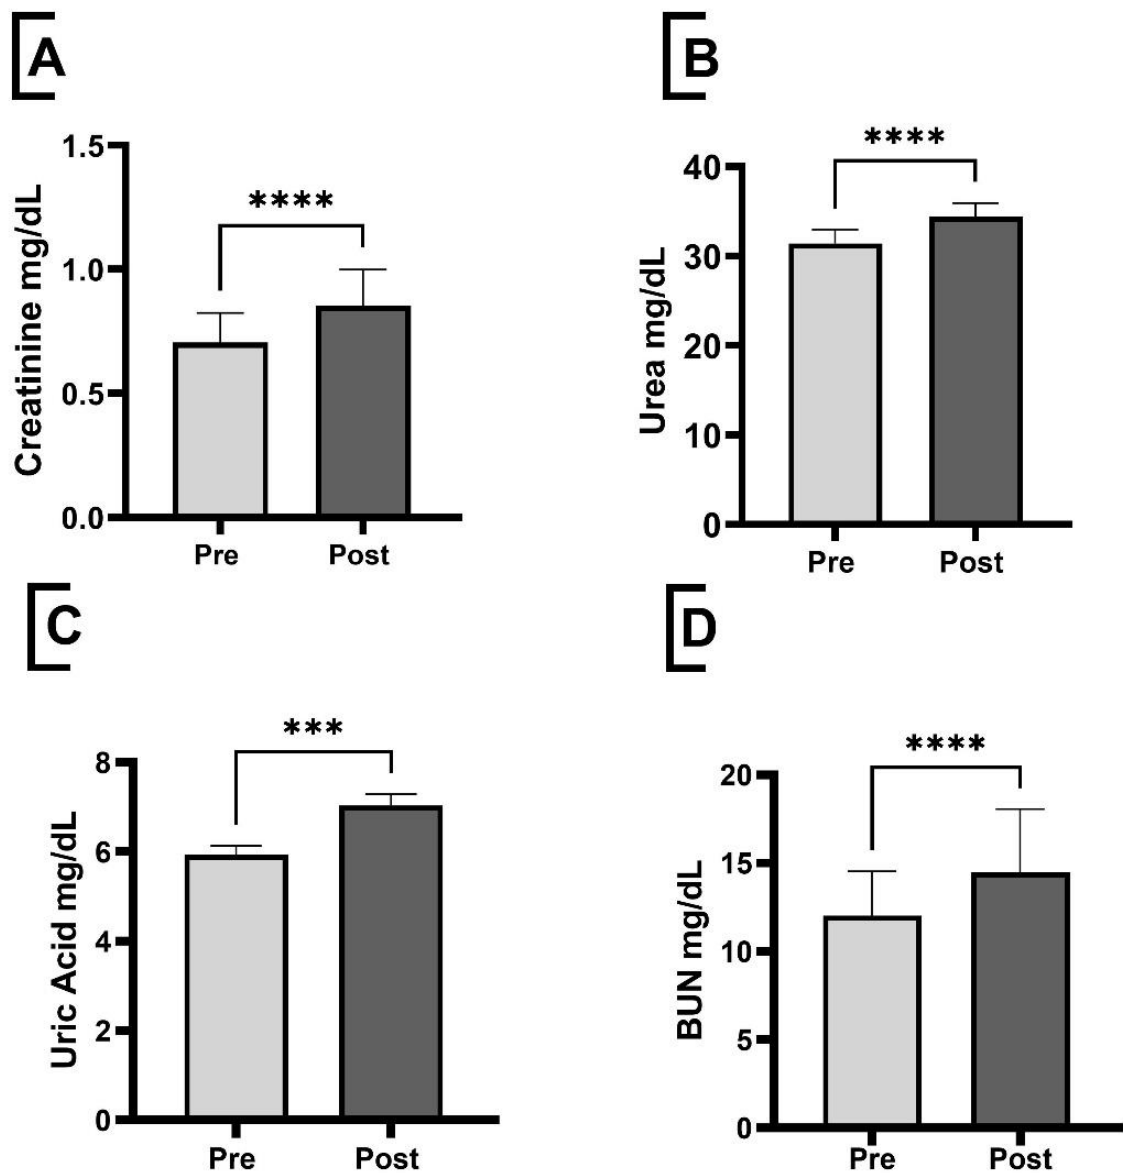 A
Creatinine mg/dL
1.5
1.0
0.5
0.0
****
Pre
Post
B
Urea mg/dL
40
30
20
10
0
****
Pre
Post
C
Uric Acid mg/dL
8
6
4
2
0
***
Pre
Post
D
BUN mg/dL
20
15
10
5
0
****
Pre
Post